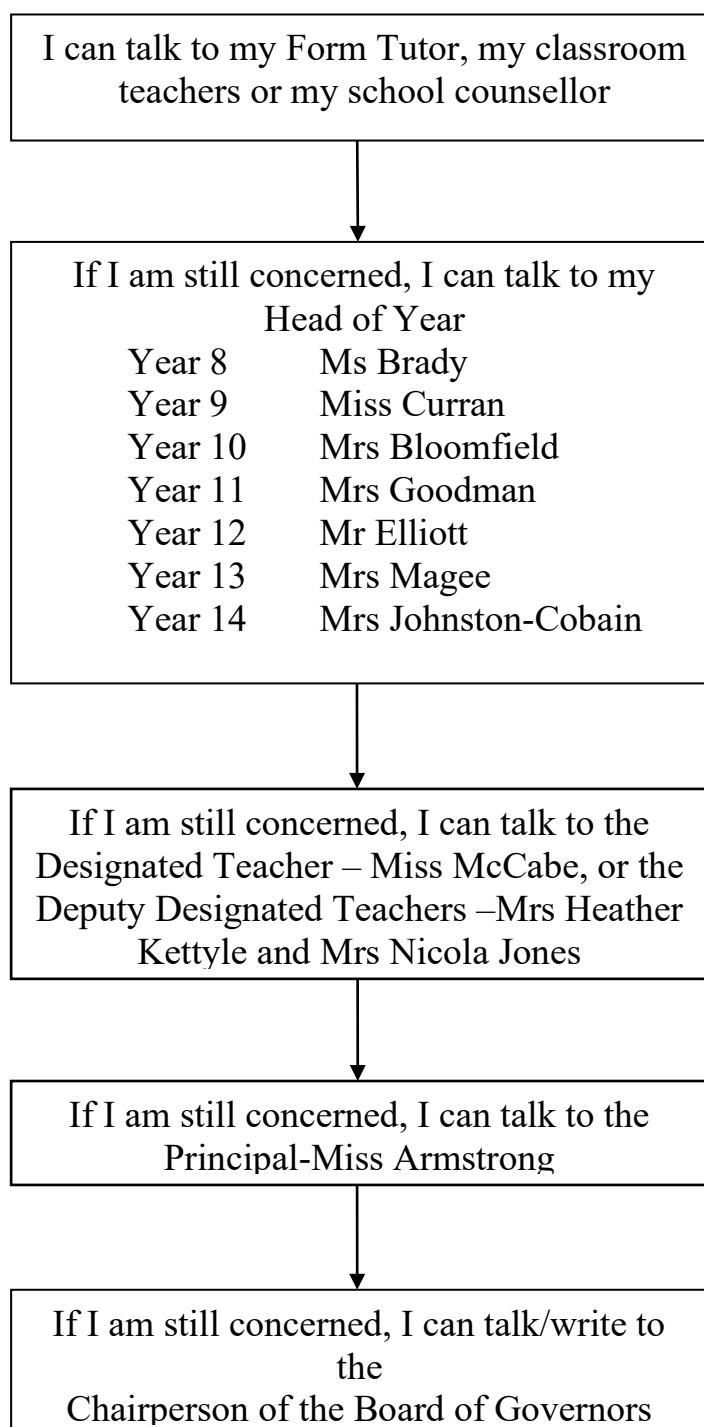 I can talk to my Form Tutor, my classroom
teachers or my school counsellor
If I am still concerned, I can talk to my
Head of Year
Year 8 Ms Brady
Year 9 Miss Curran
Year 10 Mrs Bloomfield
Year 11 Mrs Goodman
Year 12 Mr Elliott
Year 13 Mrs Magee
Year 14 Mrs Johnston-Cobain
If I am still concerned, I can talk to the
Designated Teacher – Miss McCabe, or the
Deputy Designated Teachers –Mrs Heather
Kettyle and Mrs Nicola Jones
If I am still concerned, I can talk to the
Principal-Miss Armstrong
If I am still concerned, I can talk/write to
the
Chairperson of the Board of Governors